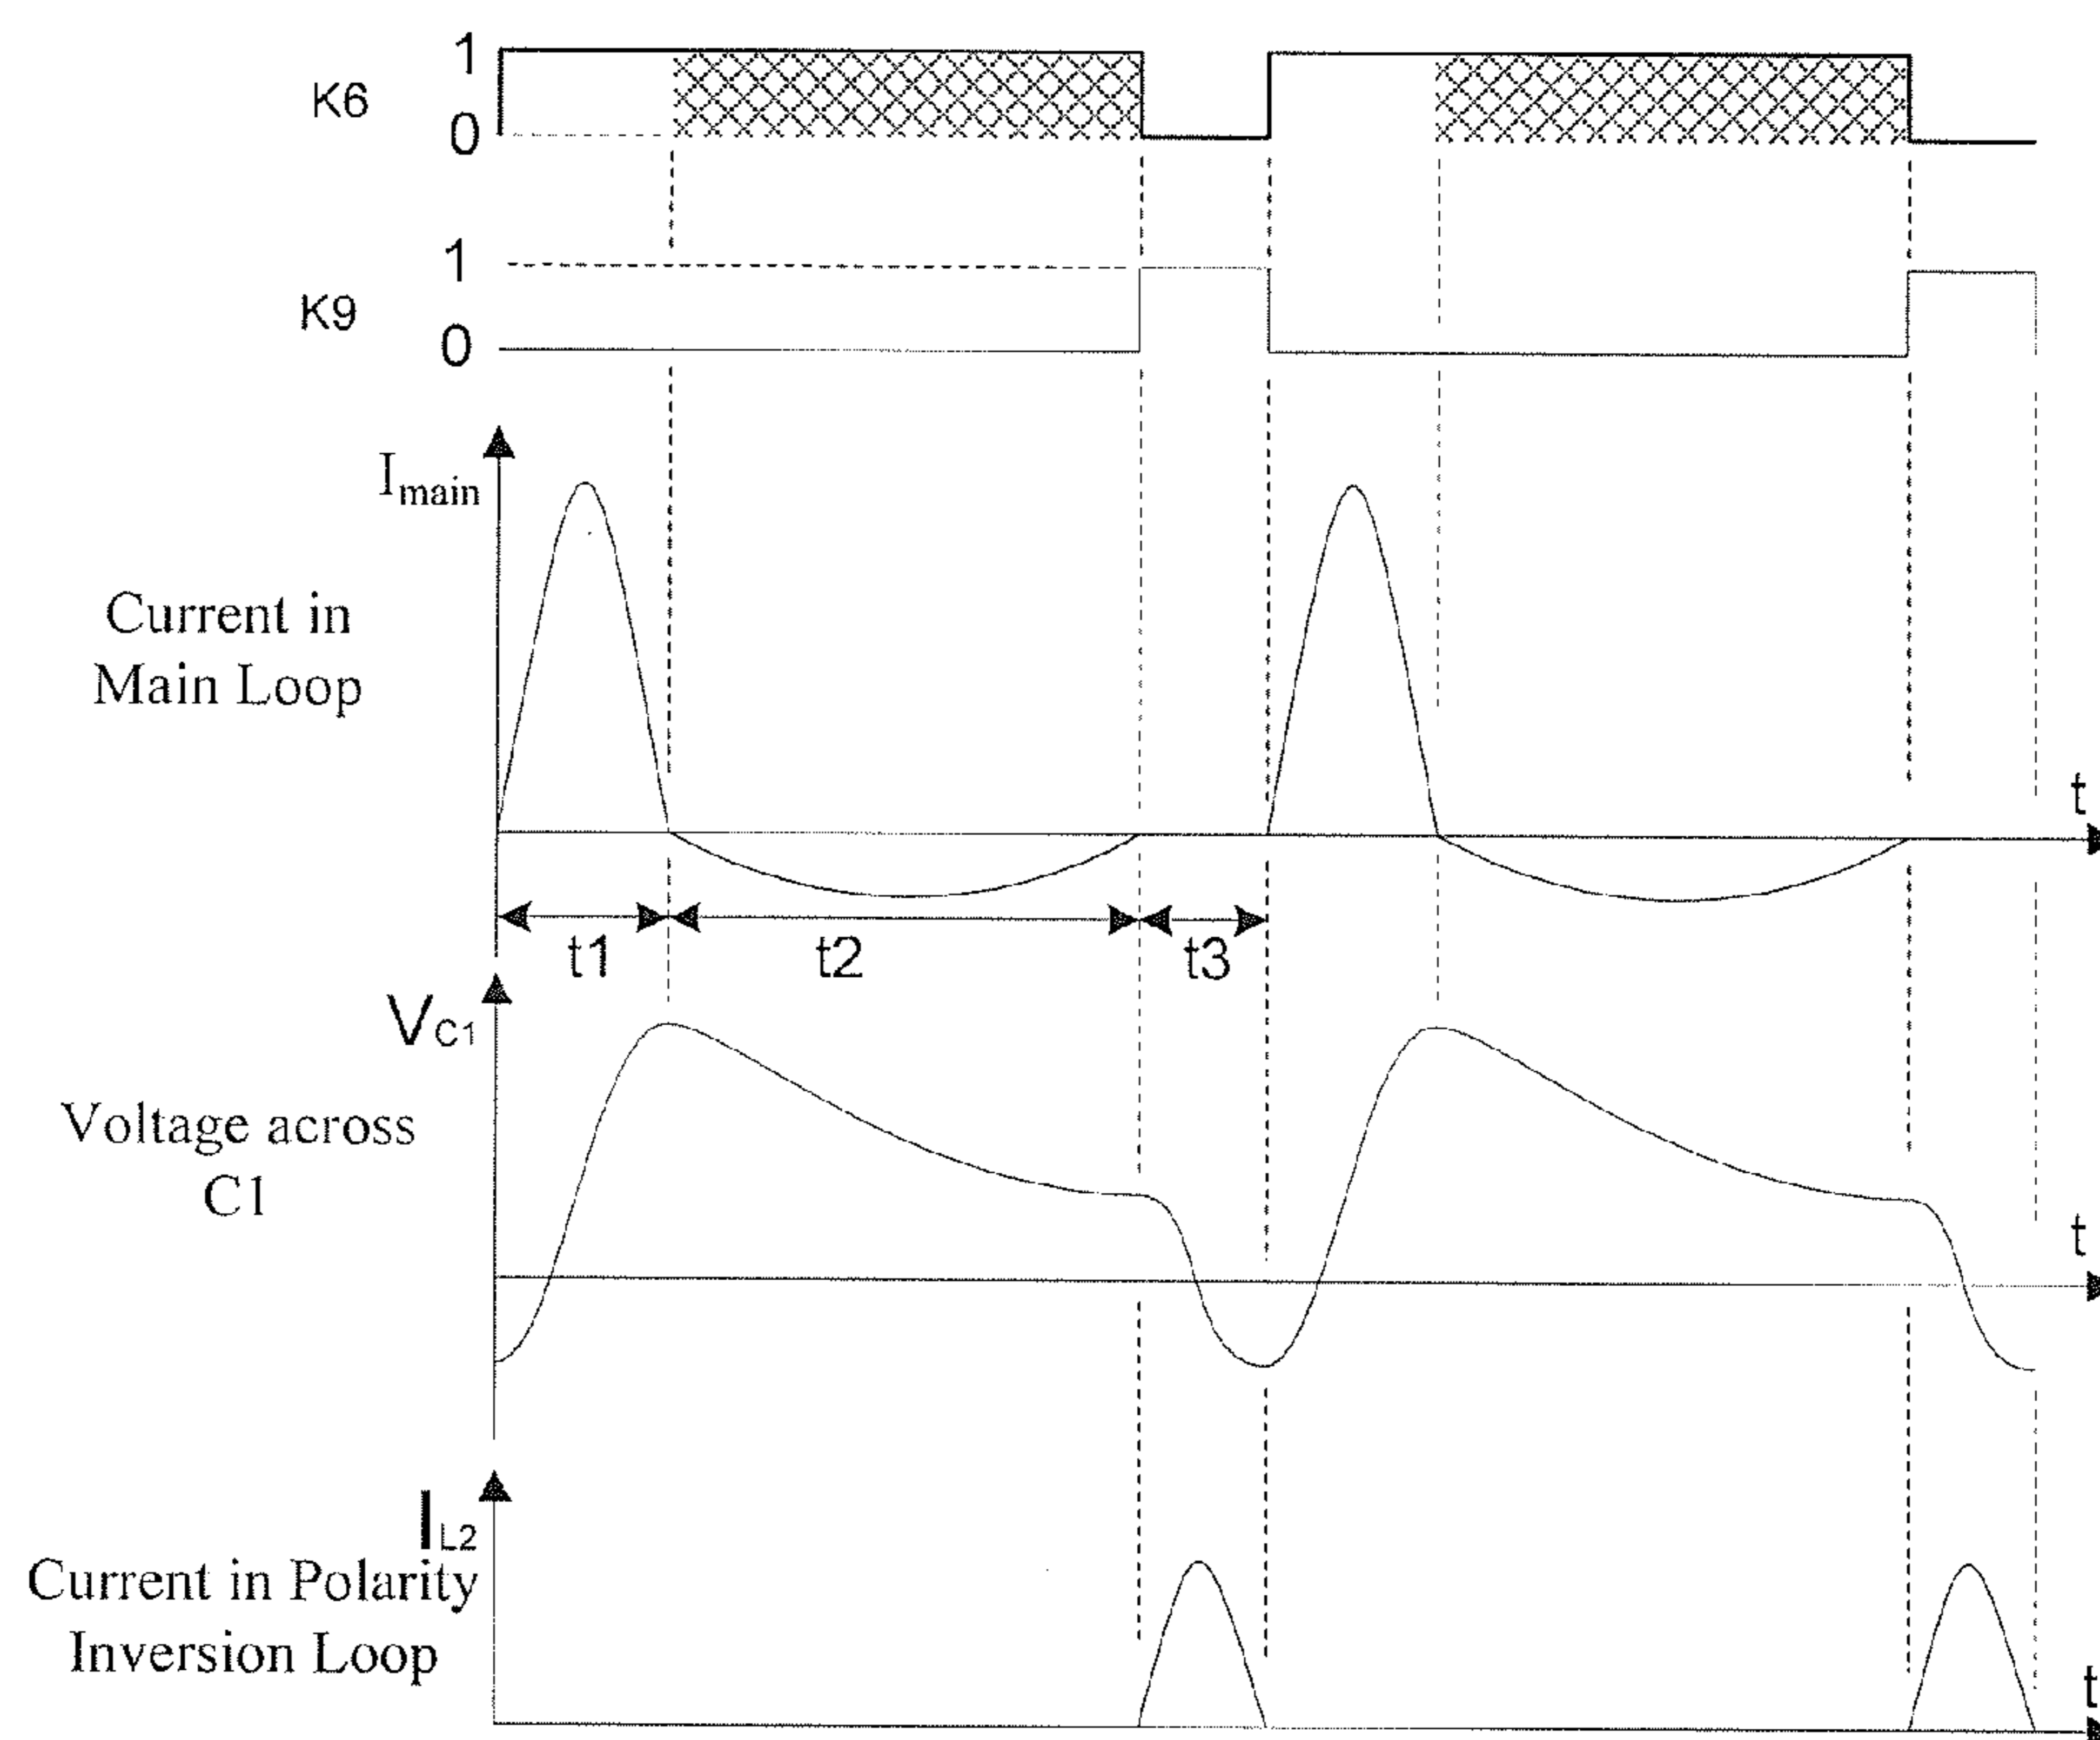 1
K6
0
1
K9
0
Imain
Current in
Main Loop
t
t1
t2
t3
VC1
Voltage across
C1
t
IL2
Current in Polarity
Inversion Loop
t